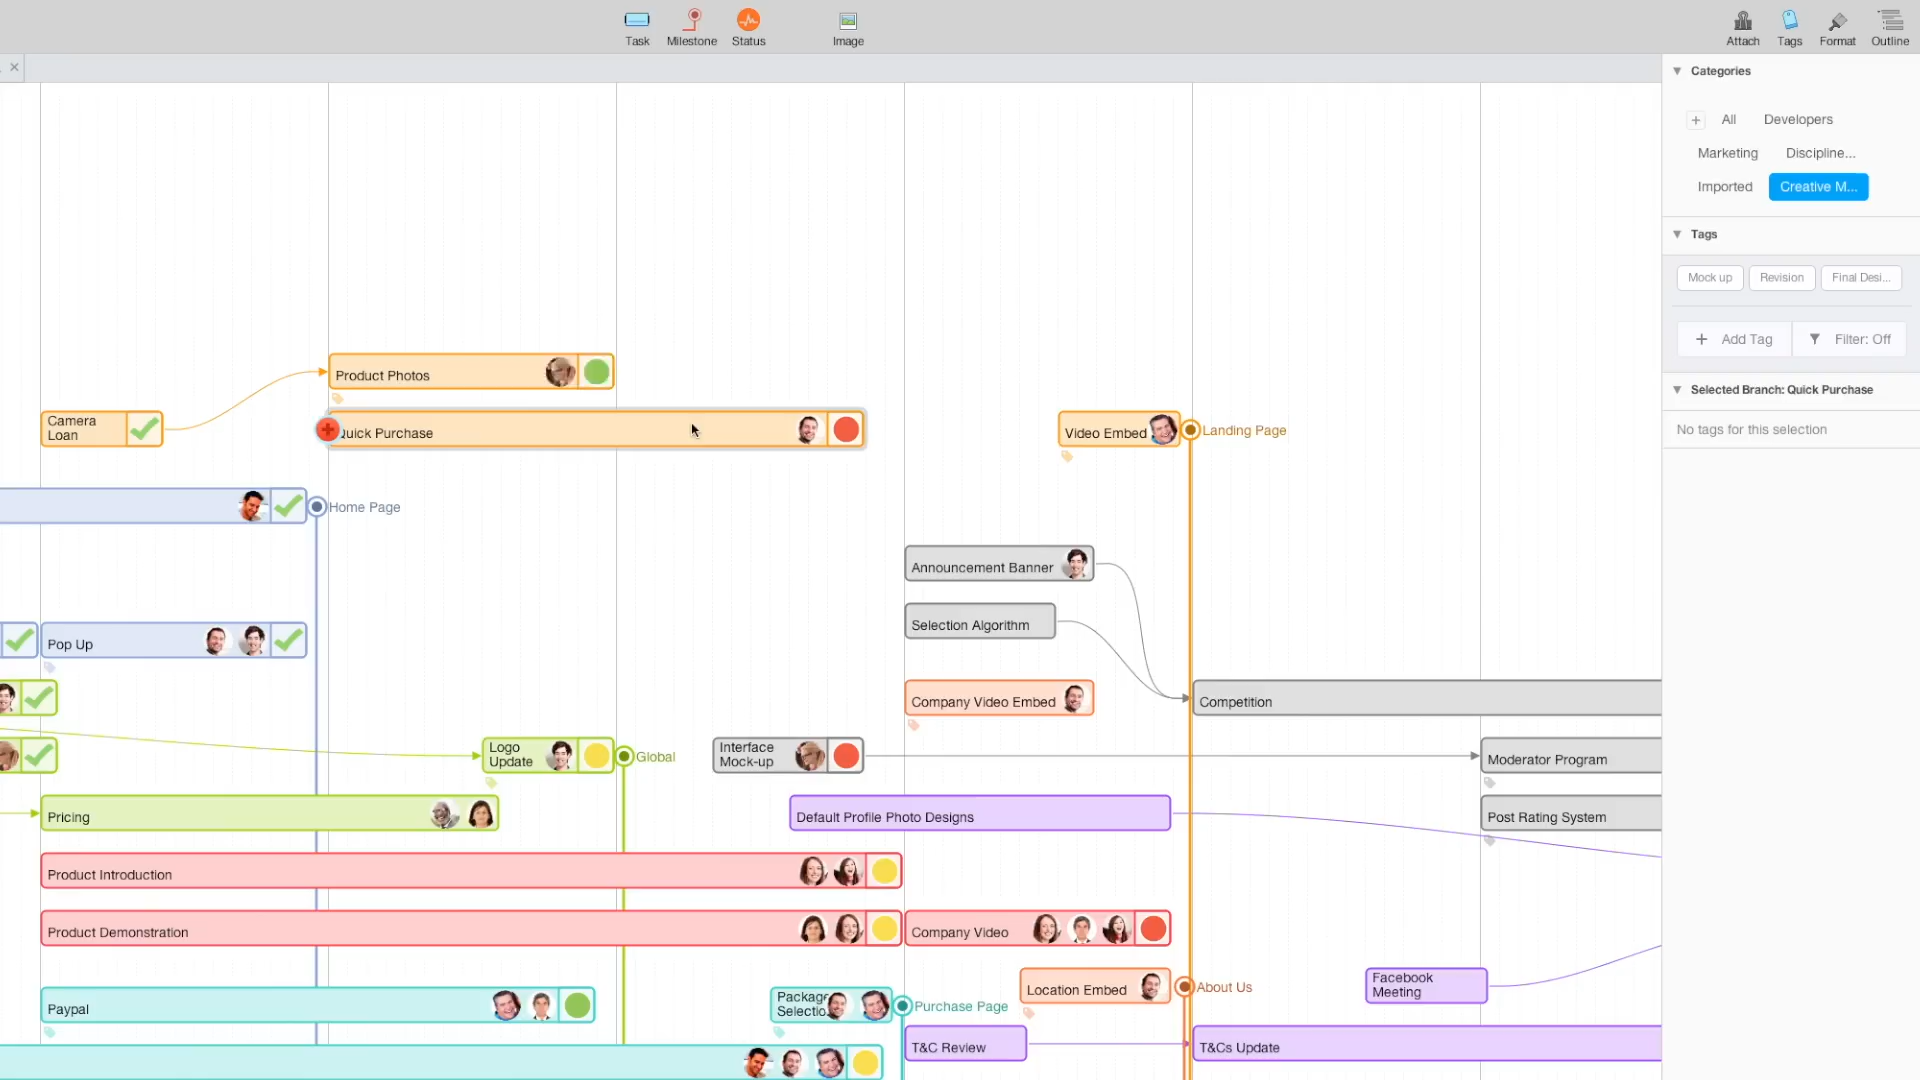 Task
Milestone
Status
Image
Attach
Tags
Format
Outline
Categories
All
Developers
Marketing
Discipline...
Imported
Creative M...
Tags
Mock up
Revision
Final Desi...
Add Tag
Filter: Off
Selected Branch: Quick Purchase
No tags for this selection
Product Photos
Camera
Loan
Quick Purchase
Video Embed
Landing Page
Home Page
Announcement Banner
Selection Algorithm
Pop Up
Company Video Embed
Competition
Logo
Update
Global
Interface
Mock-up
Moderator Program
Pricing
Default Profile Photo Designs
Post Rating System
Product Introduction
Product Demonstration
Company Video
Location Embed
About Us
Facebook
Meeting
Paypal
Package
Selectio
Purchase Page
T&C Review
T&Cs Update